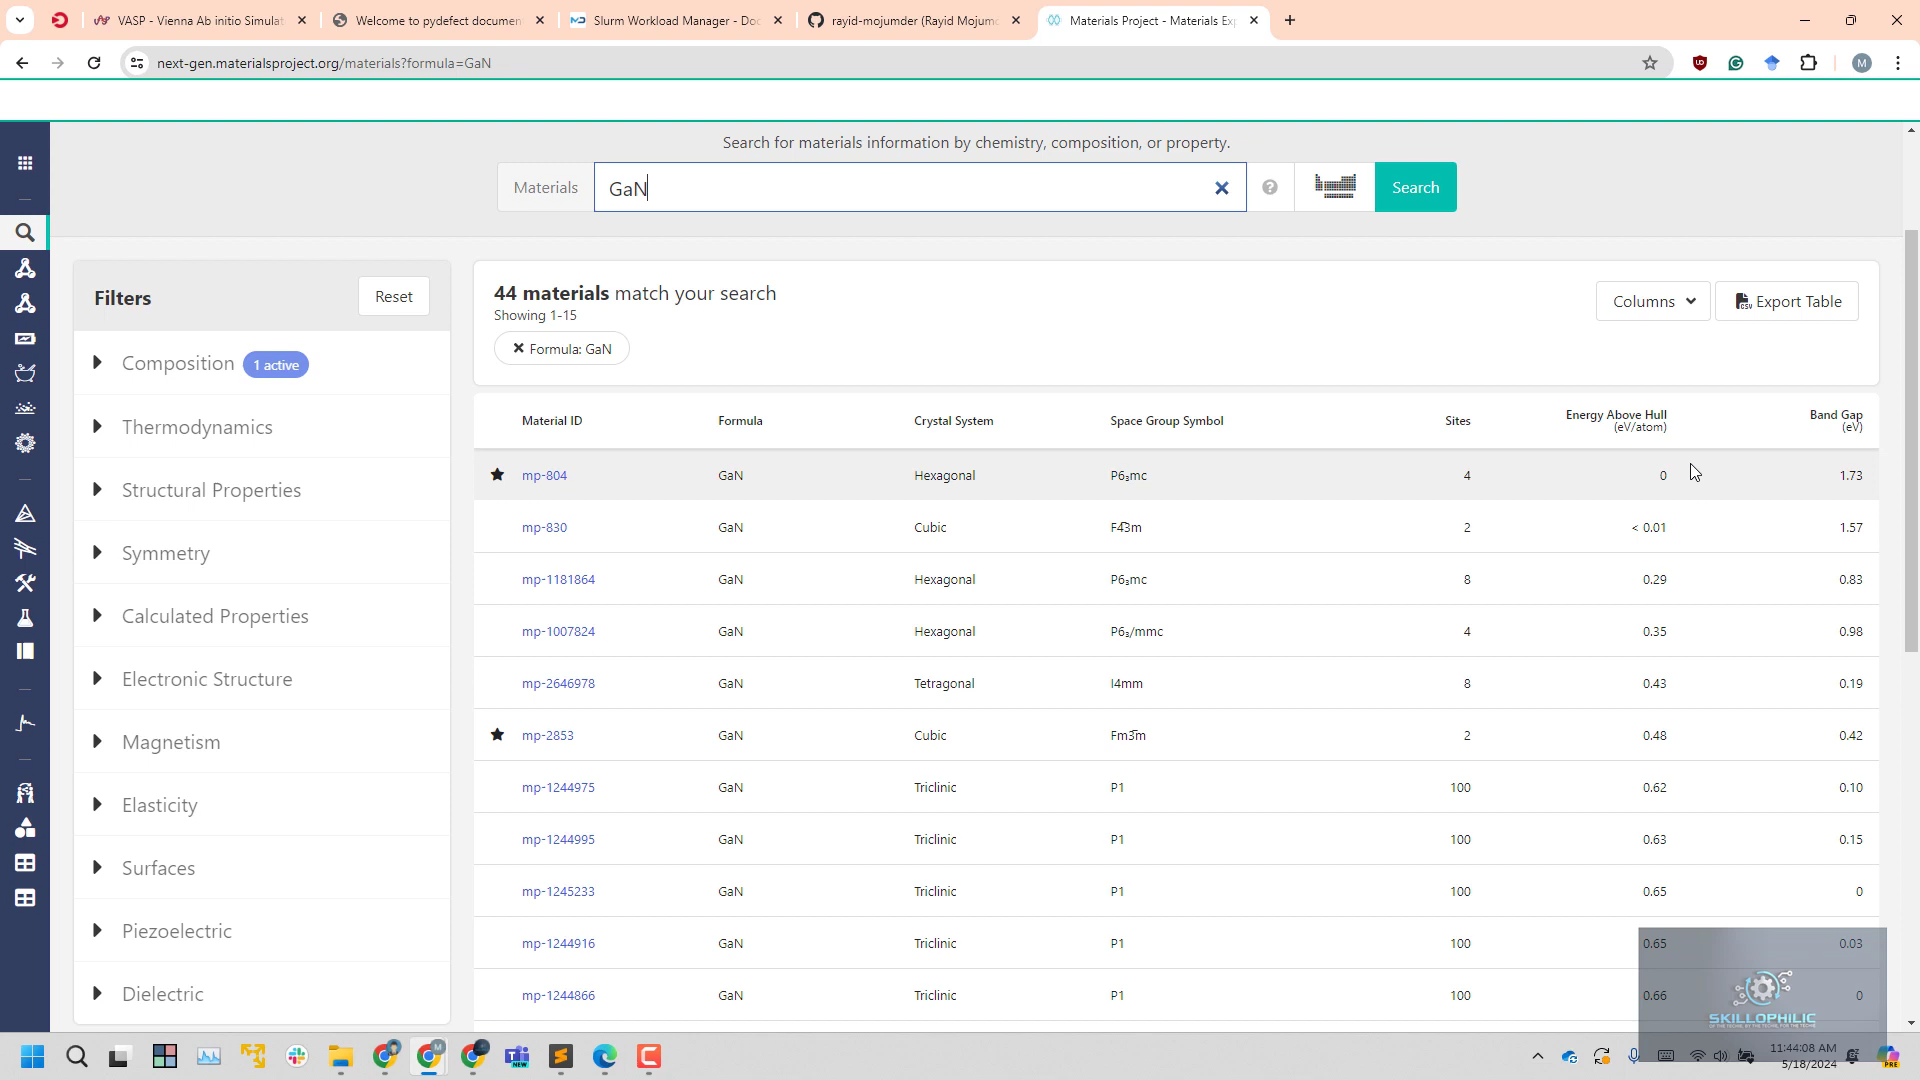 VASP - Vienna Ab initio Simulat
Welcome to pydefect documen
Slurm Workload Manager - Doc
rayid-mojumder (Rayid Mojum
Materials Project - Materials Ex
next-gen.materialsproject.org/materials?formula=GaN
M
Search for materials information by chemistry, composition, or property.
Materials
GaN
Search
Filters
Reset
Composition 1 active
Thermodynamics
Structural Properties
Symmetry
Calculated Properties
Electronic Structure
Magnetism
Elasticity
Surfaces
Piezoelectric
Dielectric
44 materials match your search
Showing 1-15
Formula: GaN
Columns
Export Table
Material ID Formula Crystal System Space Group Symbol Sites Energy Above Hull (eV/atom) Band Gap (eV)
mp-804 GaN Hexagonal P6₃mc 4 0 1.73
mp-830 GaN Cubic F4̅3m 2 < 0.01 1.57
mp-1181864 GaN Hexagonal P6₃mc 8 0.29 0.83
mp-1007824 GaN Hexagonal P6₃/mmc 4 0.35 0.98
mp-2646978 GaN Tetragonal I4mm 8 0.43 0.19
mp-2853 GaN Cubic Fm3̅m 2 0.48 0.42
mp-1244975 GaN Triclinic P1 100 0.62 0.10
mp-1244995 GaN Triclinic P1 100 0.63 0.15
mp-1245233 GaN Triclinic P1 100 0.65 0
mp-1244916 GaN Triclinic P1 100 0.65 0.03
mp-1244866 GaN Triclinic P1 100 0.66 0
SKILLOPHILIC
11:44:08 AM
5/18/2024